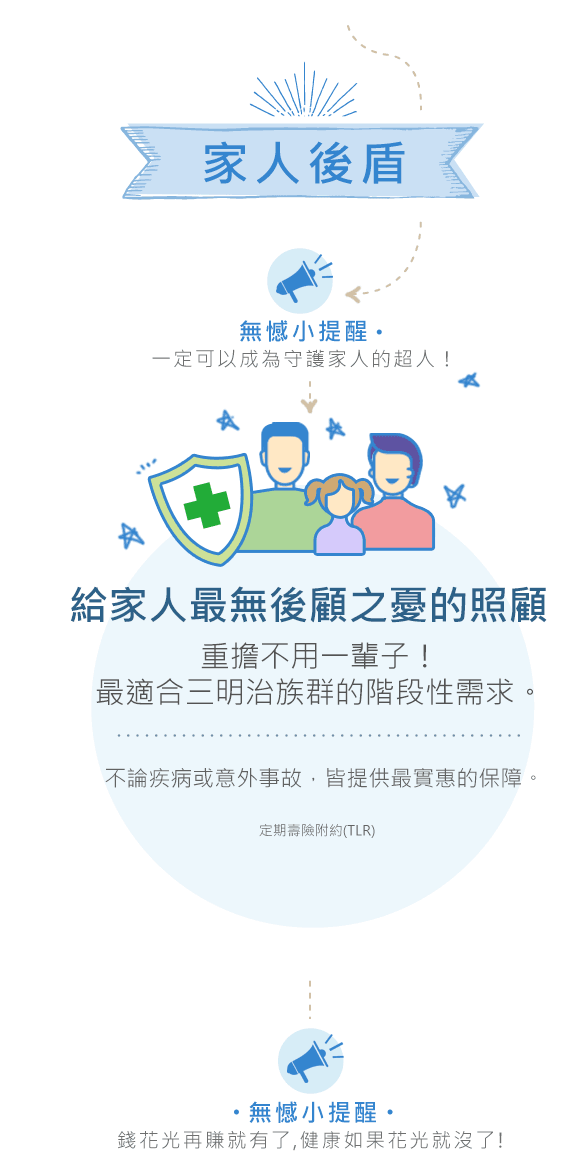 家人後盾
無憾小提醒•
一定可以成為守護家人的超人！
給家人最無後顧之憂的照顧
重擔不用一輩子！
最適合三明治族群的階段性需求。
不論疾病或意外事故，皆提供最實惠的保障。
定期壽險附約(TLR)
•無憾小提醒•
錢花光再賺就有了,健康如果花光就沒了!